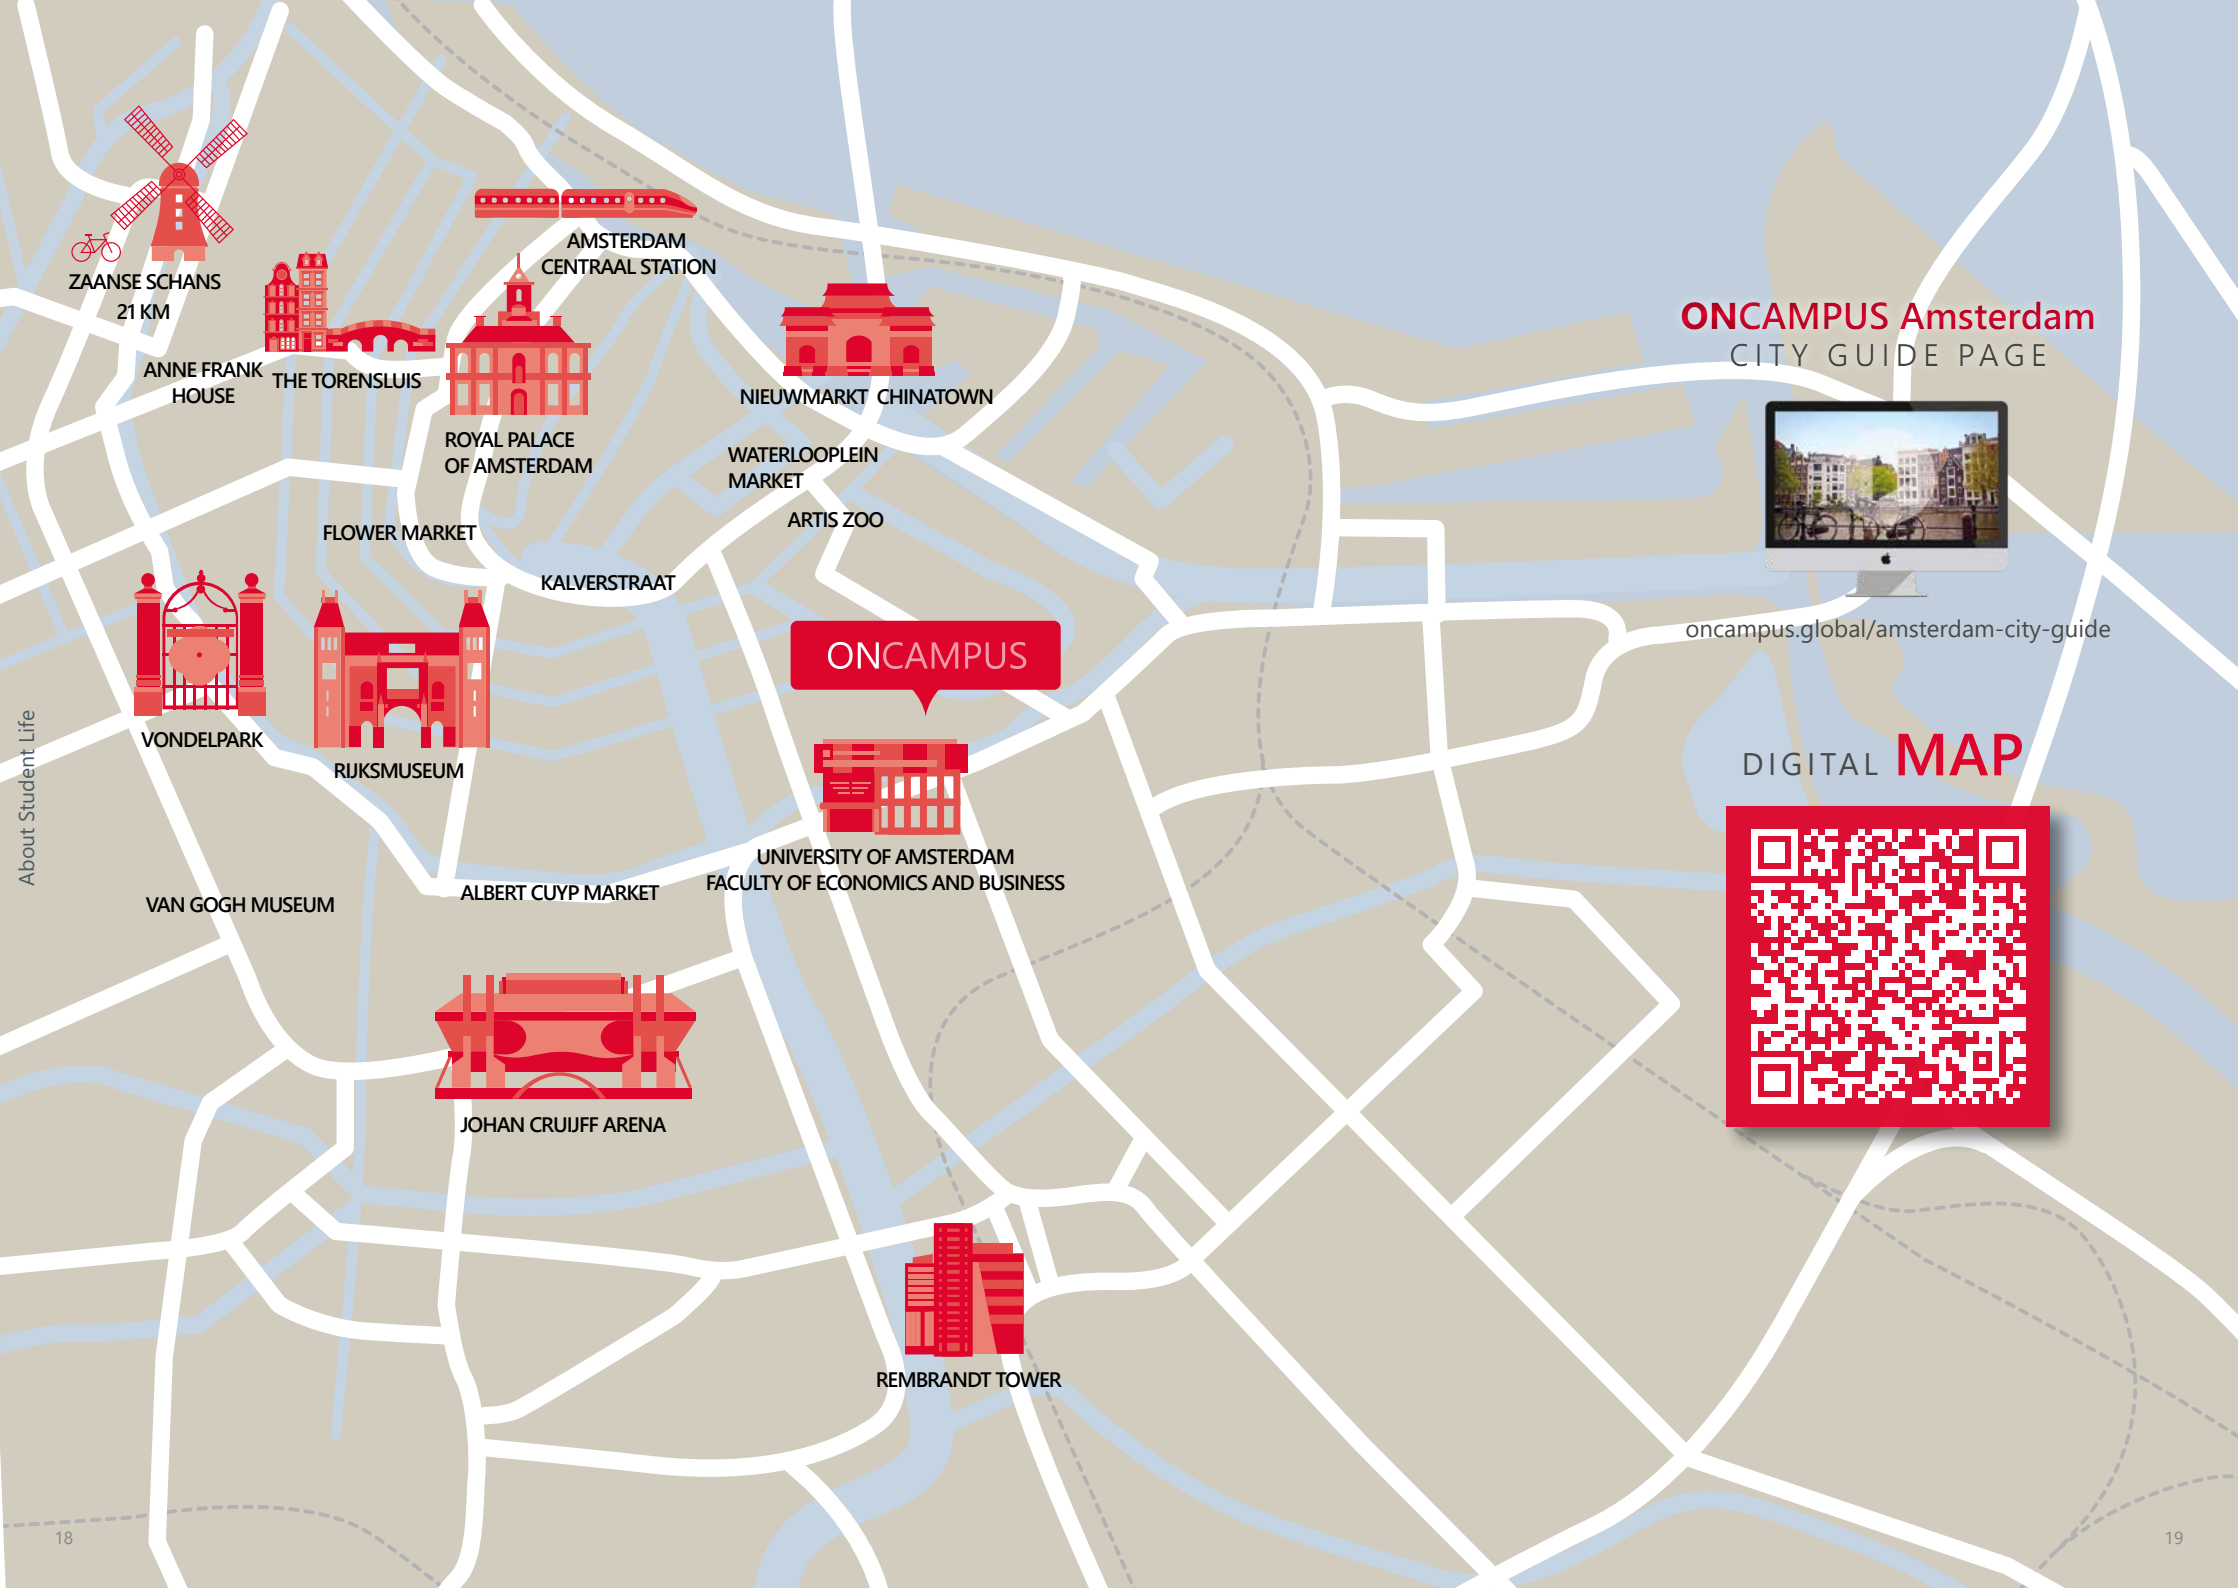 AMSTERDAM
CENTRAAL STATION
ZAANSE SCHANS
21 KM
ANNE FRANK
HOUSE
THE TORENSLUIS
ROYAL PALACE
OF AMSTERDAM
NIEUWMARKT CHINATOWN
WATERLOOPLEIN
MARKET
ARTIS ZOO
FLOWER MARKET
KALVERSTRAAT
ONCAMPUS
VONDELPARK
RIJKSMUSEUM
UNIVERSITY OF AMSTERDAM
FACULTY OF ECONOMICS AND BUSINESS
VAN GOGH MUSEUM
ALBERT CUYP MARKET
JOHAN CRUIJFF ARENA
REMBRANDT TOWER
About Student Life
18
ONCAMPUS Amsterdam
CITY GUIDE PAGE
oncampus.global/amsterdam-city-guide
DIGITAL MAP
19